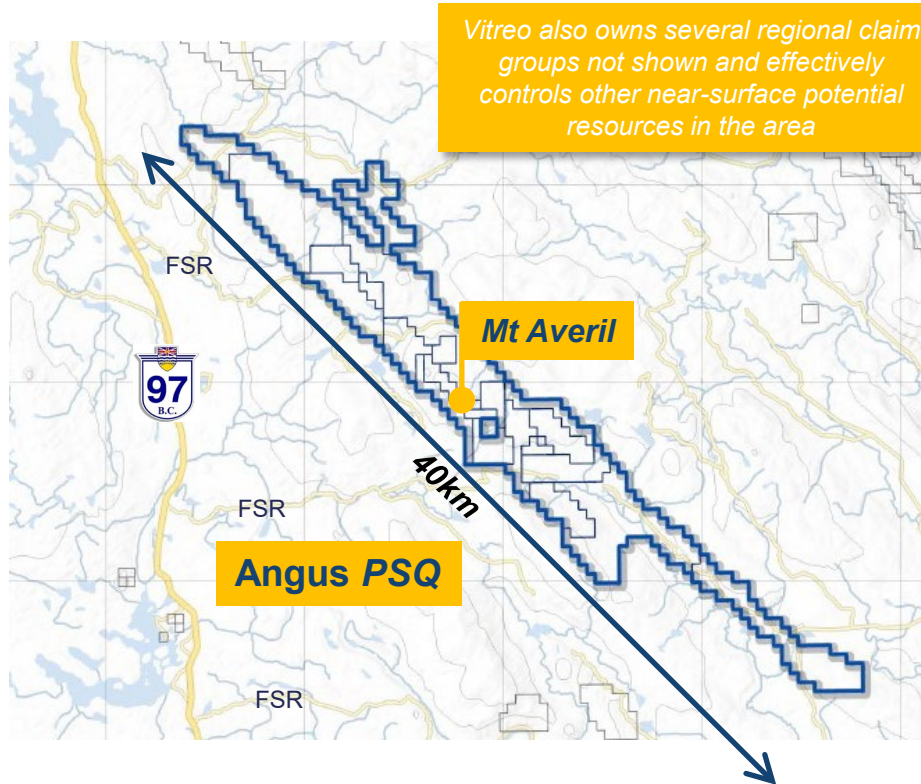 Vitreo also owns several regional claim
groups not shown and effectively
controls other near-surface potential
resources in the area
FSR
Mt Averil
97
B.C.
40km
FSR
Angus PSQ
FSR